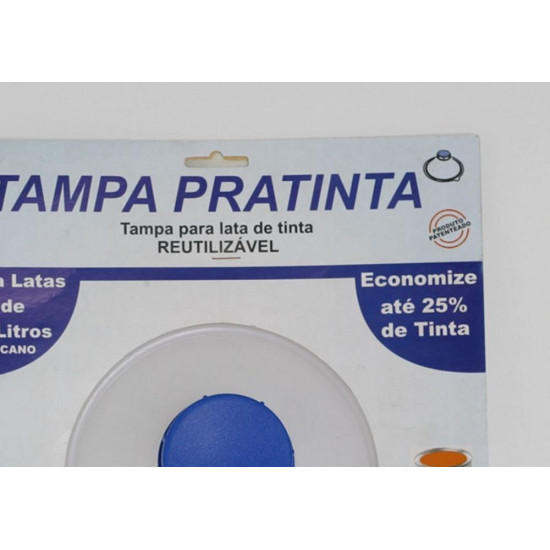 TAMPA PRATINTA
Tampa para lata de tinta
REUTILIZÁVEL
PRODUTO
PATENTEADO
Latas
de
Litros
CANO
Economize
até 25%
de Tinta